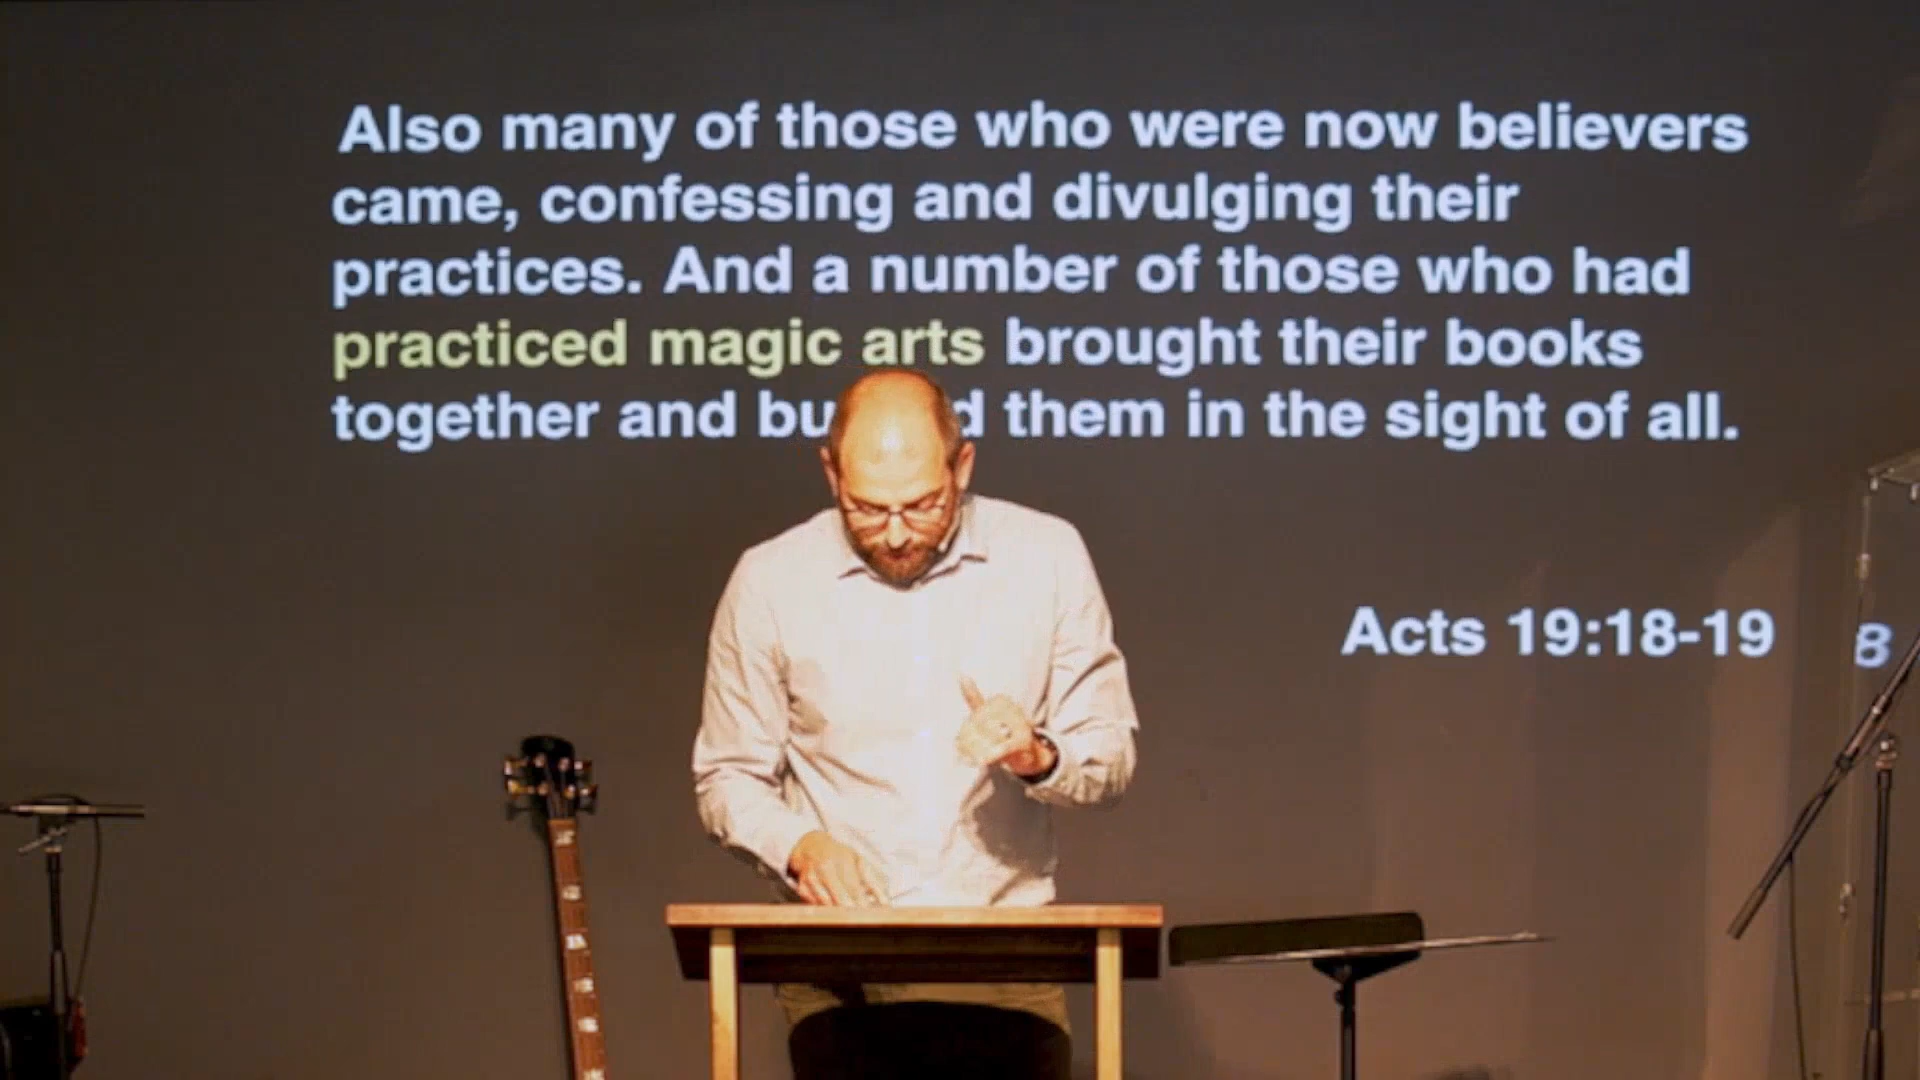 Also many of those who were now believers
came, confessing and divulging their
practices. And a number of those who had
practiced magic arts brought their books
together and bu d them in the sight of all.
Acts 19:18-19